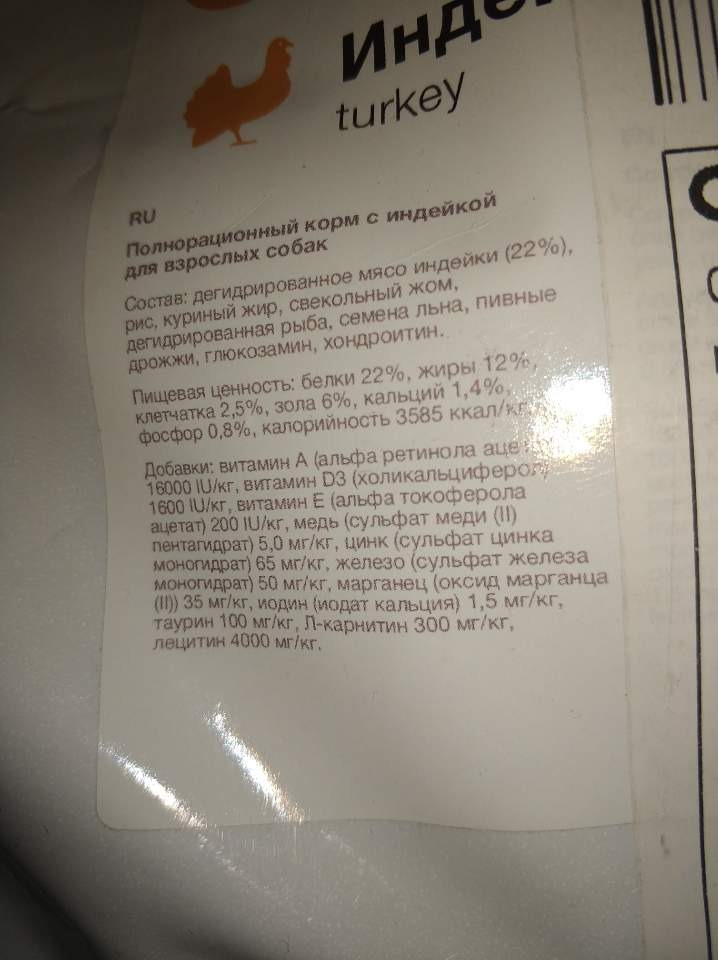 turkey
RU
Полнорационный корм с индейкой
для взрослых собак
Состав: дегидрированное мясо индейки (22%),
рис, куриный жир, свекольный жом,
дегидрированная рыба, семена льна, пивные
дрожжи, глюкозамин, хондроитин.
Пищевая ценность: белки 22%, жиры 12%,
клетчатка 2,5%, зола 6%, кальций 1,4%,
фосфор 0,8%, калорийность 3585 ккал/кг
Добавки: витамин А (альфа ретинола
16000 IU/кг, витамин D3 (холикальциферол)
1600 IU/кг, витамин Е (альфа токоферола
ацетат) 200 IU/кг, медь (сульфат меди (II)
пентагидрат) 5,0 мг/кг, цинк (сульфат цинка
моногидрат) 65 мг/кг, железо (сульфат железа
моногидрат) 50 мг/кг, марганец (оксид марганца
(II)) 35 мг/кг, иодин (иодат кальция) 1,5 мг/кг,
таурин 100 мг/кг, Л-карнитин 300 мг/кг,
лецитин 4000 мг/кг.